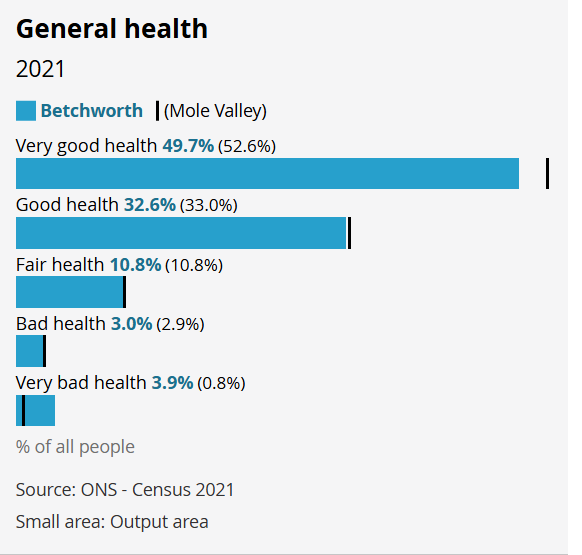 General health
2021
Betchworth (Mole Valley)
Very good health 49.7% (52.6%)
Good health 32.6% (33.0%)
Fair health 10.8% (10.8%)
Bad health 3.0% (2.9%)
Very bad health 3.9% (0.8%)
% of all people
Source: ONS - Census 2021
Small area: Output area